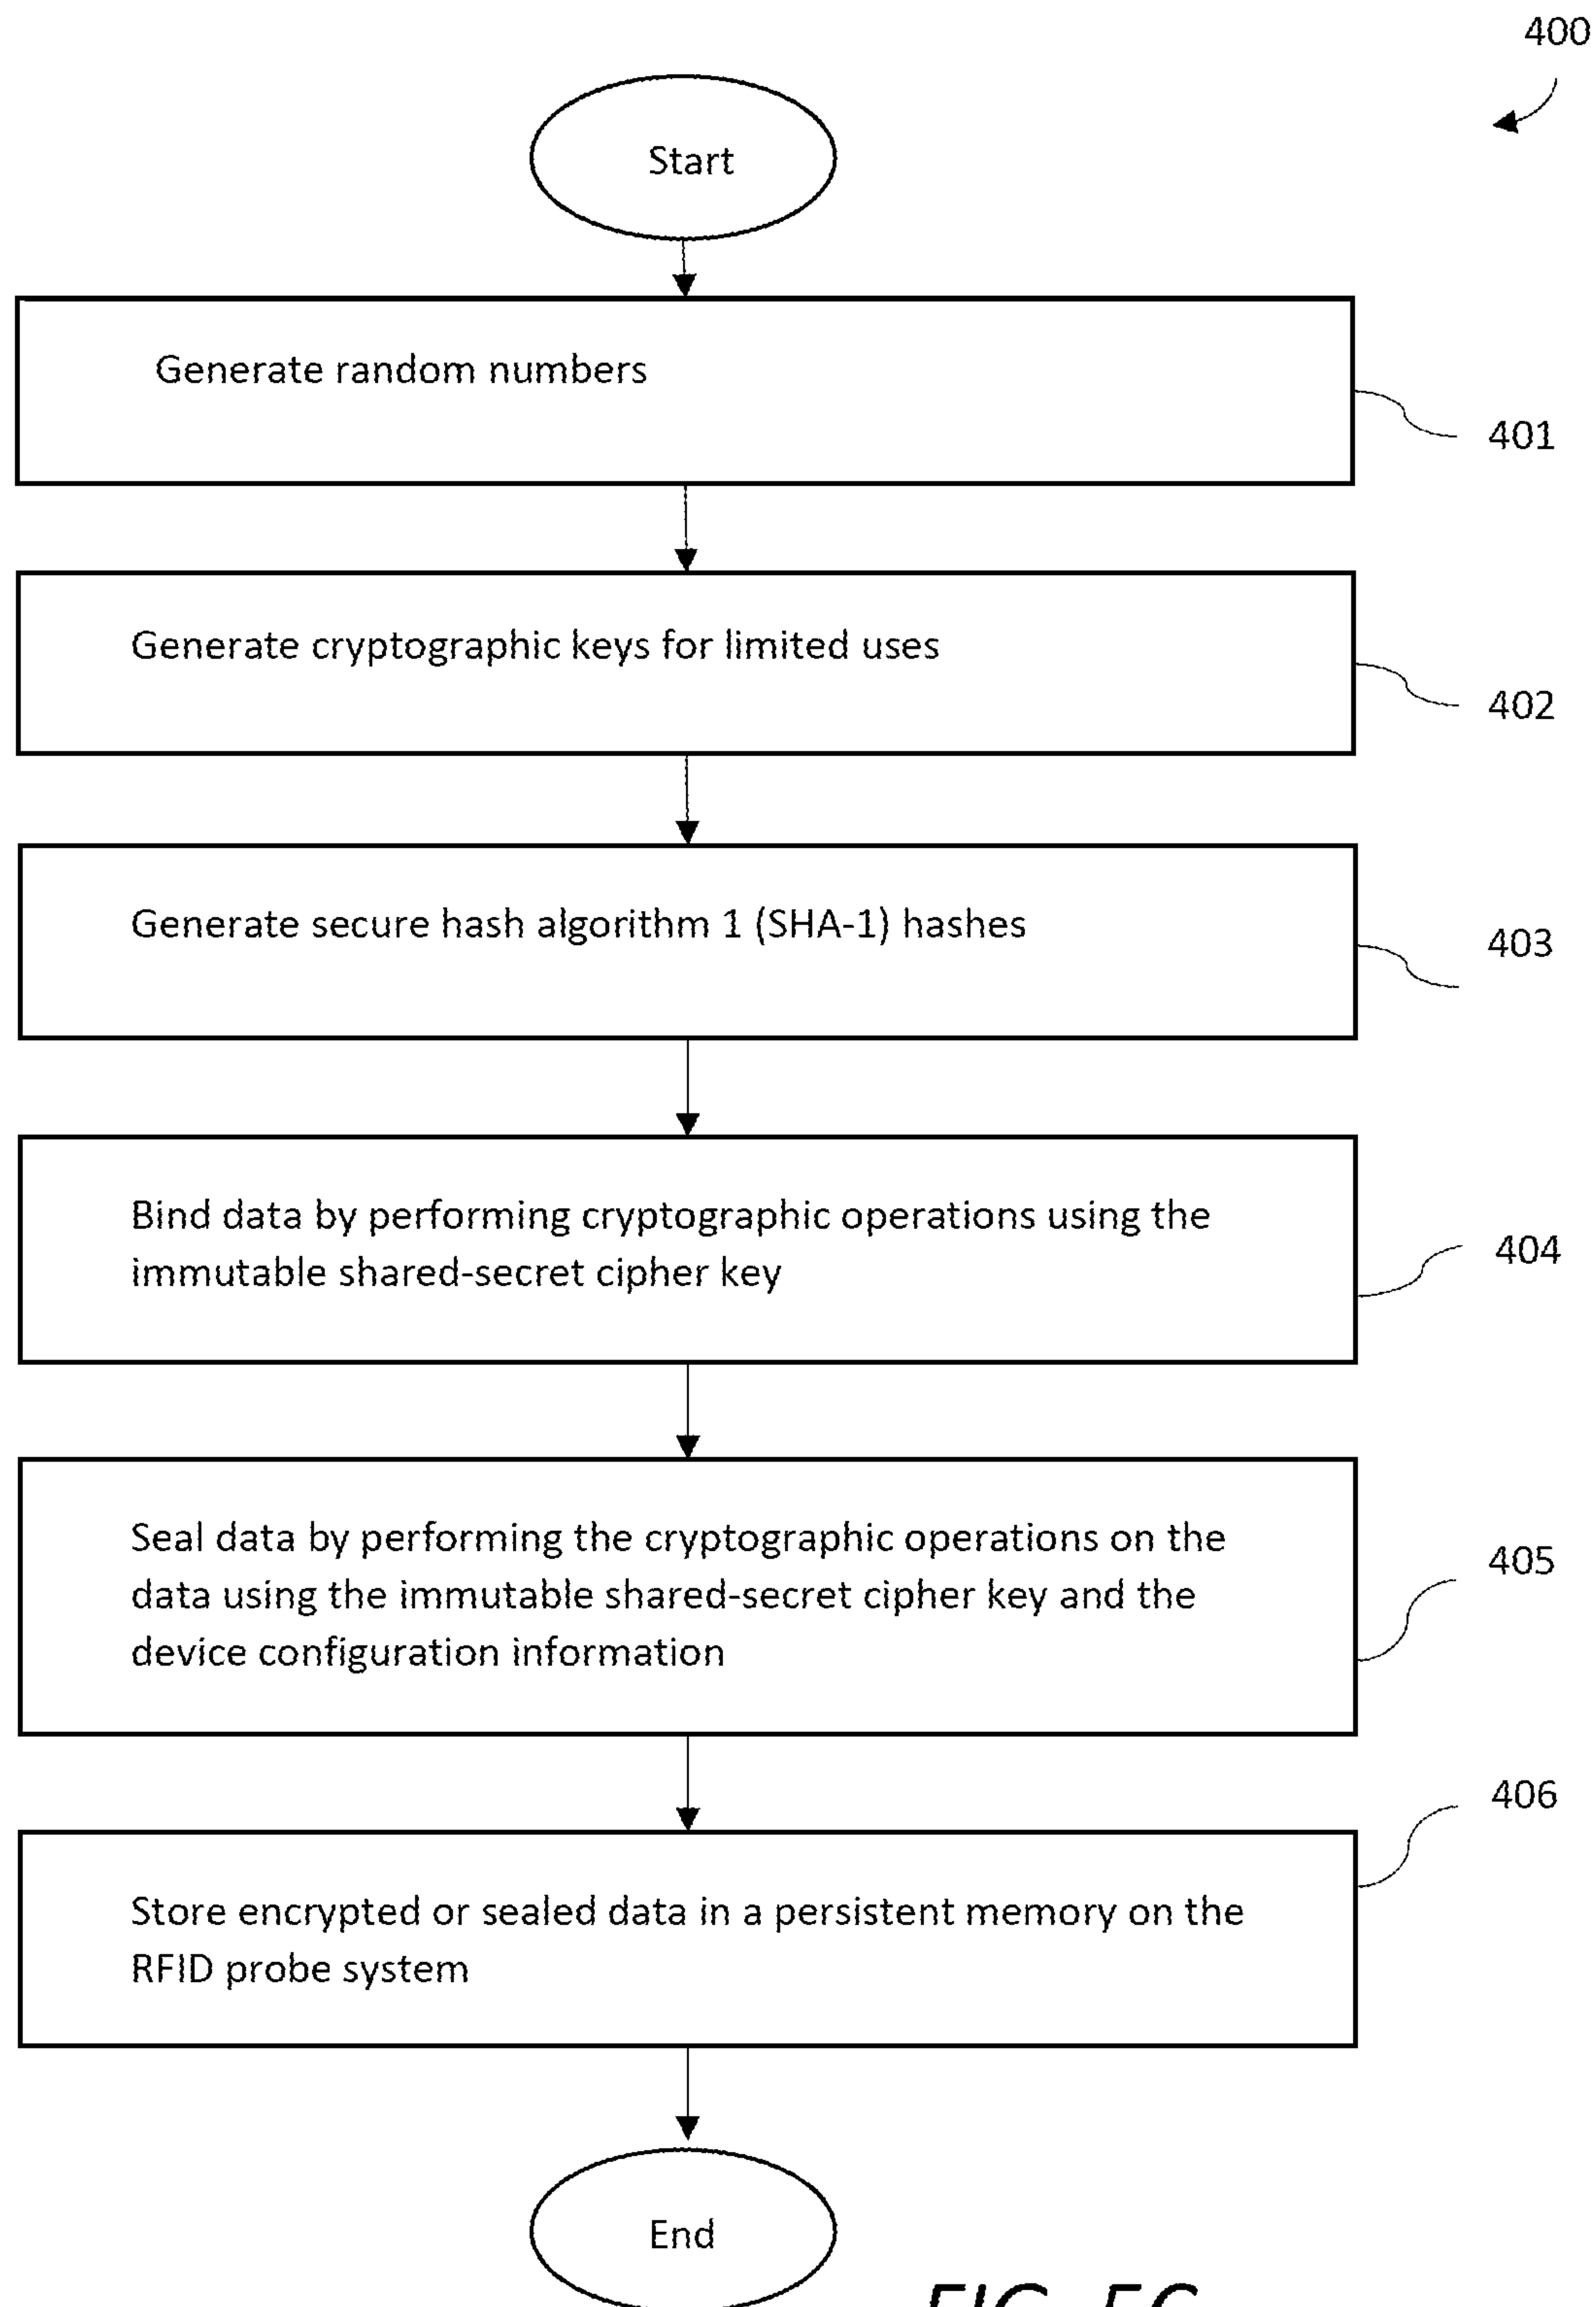 400
Start
Generate random numbers
401
Generate cryptographic keys for limited uses
402
Generate secure hash algorithm 1 (SHA-1) hashes
403
Bind data by performing cryptographic operations using the
immutable shared-secret cipher key
404
Seal data by performing the cryptographic operations on the
data using the immutable shared-secret cipher key and the
device configuration information
405
406
Store encrypted or sealed data in a persistent memory on the
RFID probe system
End